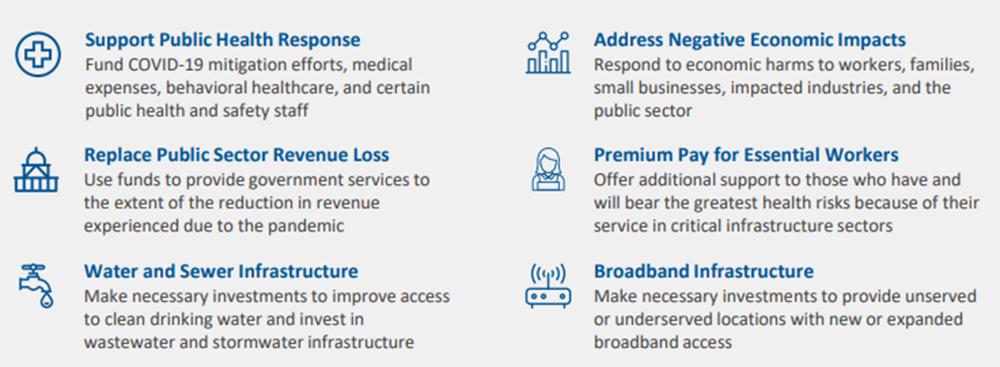 Support Public Health Response
Fund COVID-19 mitigation efforts, medical
expenses, behavioral healthcare, and certain
public health and safety staff
Address Negative Economic Impacts
Respond to economic harms to workers, families,
small businesses, impacted industries, and the
public sector
Replace Public Sector Revenue Loss
Use funds to provide government services to
the extent of the reduction in revenue
experienced due to the pandemic
Premium Pay for Essential Workers
Offer additional support to those who have and
will bear the greatest health risks because of their
service in critical infrastructure sectors
Water and Sewer Infrastructure
Make necessary investments to improve access
to clean drinking water and invest in
wastewater and stormwater infrastructure
Broadband Infrastructure
Make necessary investments to provide unserved
or underserved locations with new or expanded
broadband access